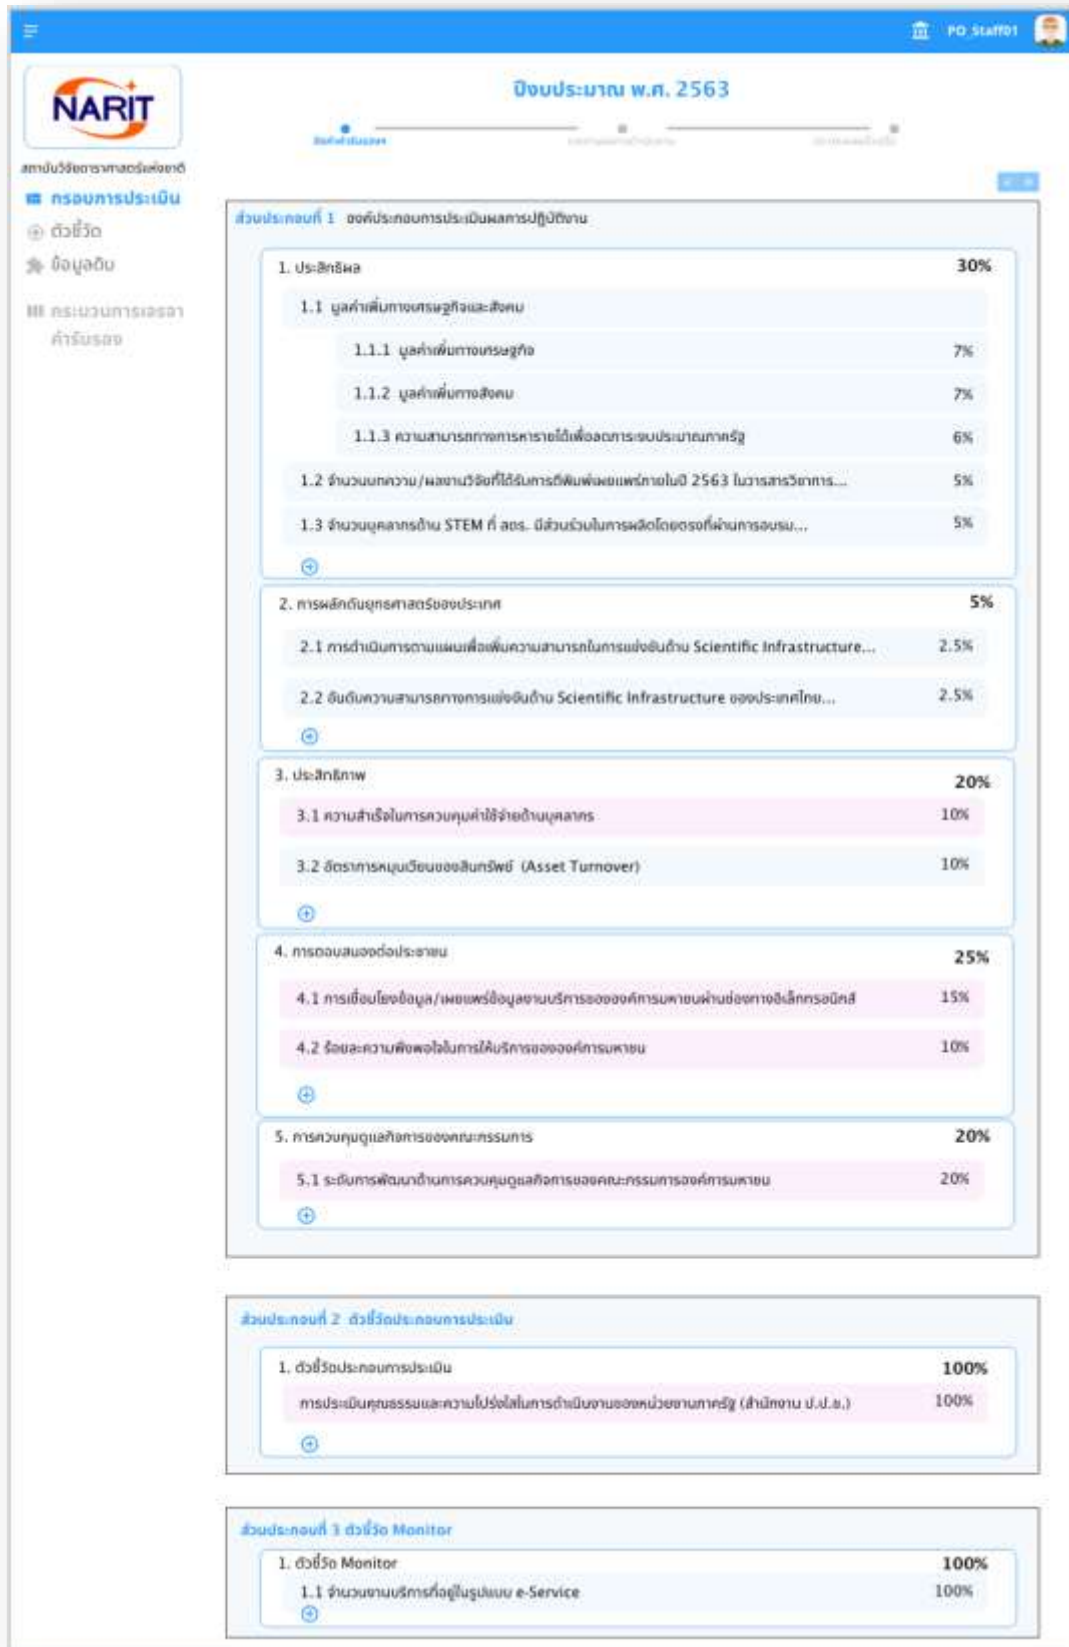 PO_Staff01
NARIT
สถาบันวิจัยดาราศาสตร์แห่งชาติ
กรอบการประเมิน
ตัวชี้วัด
ข้อมูลดิบ
กระบวนการเจรจา
คำรับรอง
ปีงบประมาณ พ.ศ. 2563
จัดทำคำรับรองฯ
ส่วนประกอบที่ 1 องค์ประกอบการประเมินผลการปฏิบัติงาน
1. ประสิทธิผล 30%
1.1 มูลค่าเพิ่มทางเศรษฐกิจและสังคม
1.1.1 มูลค่าเพิ่มทางเศรษฐกิจ 7%
1.1.2 มูลค่าเพิ่มทางสังคม 7%
1.1.3 ความสามารถทางการหารายได้เพื่อลดภาระงบประมาณภาครัฐ 6%
1.2 จำนวนบทความ/ผลงานวิจัยที่ได้รับการตีพิมพ์เผยแพร่ภายในปี 2563 ในวารสารวิชาการ... 5%
1.3 จำนวนบุคลากรด้าน STEM ที่ สดร. มีส่วนร่วมในการผลิตโดยตรงที่ผ่านการอบรม... 5%
2. การผลักดันยุทธศาสตร์ของประเทศ 5%
2.1 การดำเนินการตามแผนเพื่อเพิ่มความสามารถในการแข่งขันด้าน Scientific Infrastructure... 2.5%
2.2 อันดับความสามารถทางการแข่งขันด้าน Scientific Infrastructure ของประเทศไทย... 2.5%
3. ประสิทธิภาพ 20%
3.1 ความสำเร็จในการควบคุมค่าใช้จ่ายด้านบุคลากร 10%
3.2 อัตราการหมุนเวียนของสินทรัพย์ (Asset Turnover) 10%
4. การตอบสนองต่อประชาชน 25%
4.1 การเชื่อมโยงข้อมูล/เผยแพร่ข้อมูลงานบริการขององค์การมหาชนผ่านช่องทางอิเล็กทรอนิกส์ 15%
4.2 ร้อยละความพึงพอใจในการให้บริการขององค์การมหาชน 10%
5. การควบคุมดูแลกิจการของคณะกรรมการ 20%
5.1 ระดับการพัฒนาด้านการควบคุมดูแลกิจการของคณะกรรมการองค์การมหาชน 20%
ส่วนประกอบที่ 2 ตัวชี้วัดประกอบการประเมิน
1. ตัวชี้วัดประกอบการประเมิน 100%
การประเมินคุณธรรมและความโปร่งใสในการดำเนินงานของหน่วยงานภาครัฐ (สำนักงาน ป.ป.ช.) 100%
ส่วนประกอบที่ 3 ตัวชี้วัด Monitor
1. ตัวชี้วัด Monitor 100%
1.1 จำนวนงานบริการที่อยู่ในรูปแบบ e-Service 100%